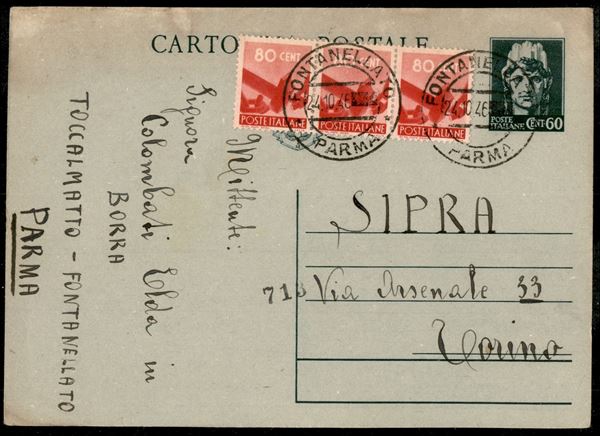 CARTO POSTALE
80 CENT
POSTE ITALIANE
POSTE ITALIANE
80
POSTE ITALIANE
FONTANELLATO
24.10.46
PARMA
FONTANELLATO
24.10.46
PARMA
POSTE
ITALIANE CENT 60
Mittente:
Signora
Colombati Elda in
BORRA
TOCCALMATTO - FONTANELLATO
PARMA
SIPRA
713
Via Arsenale 33
Torino